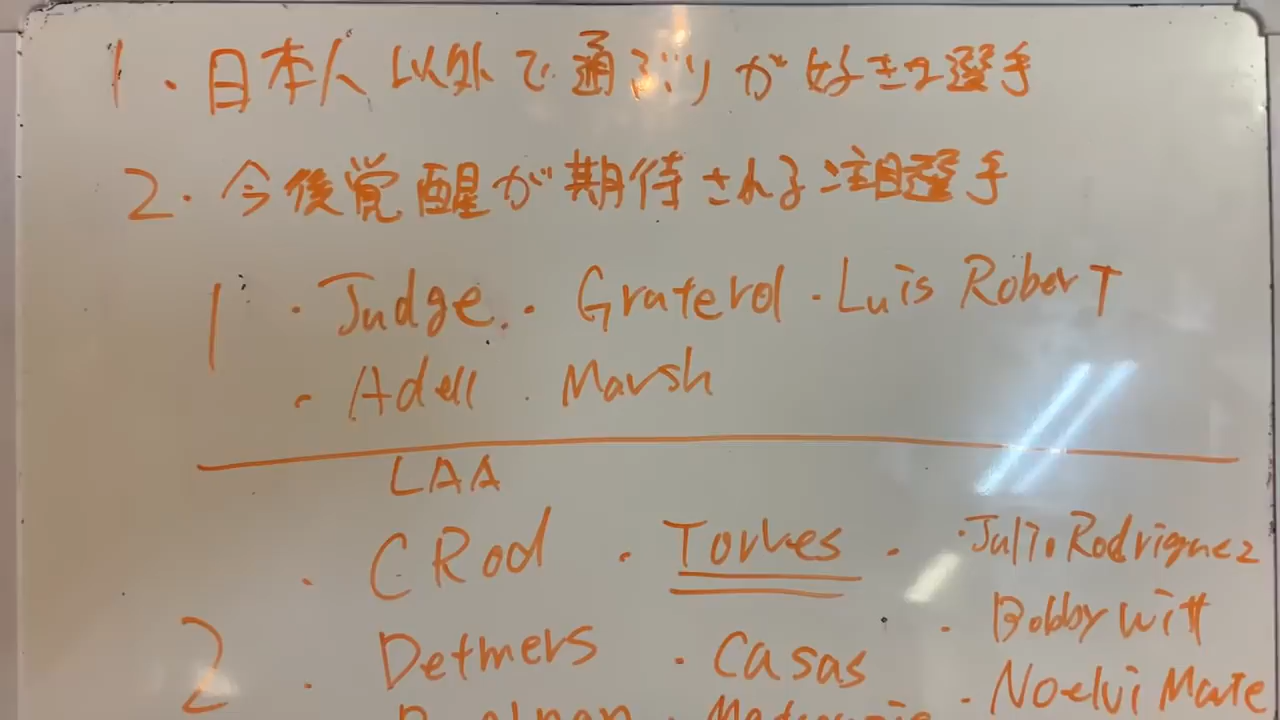 1. 日本人以外で通ぶりが好きな選手
2. 今後覚醒が期待される注目選手
1 ・Judge ・Graterol ・Luis Robert
・Adell ・Marsh
LAA
・CRod ・Torkes ・Julio Rodriguez
・Bobby Witt
2 ・Detmers ・Casas ・Noelvi Marte